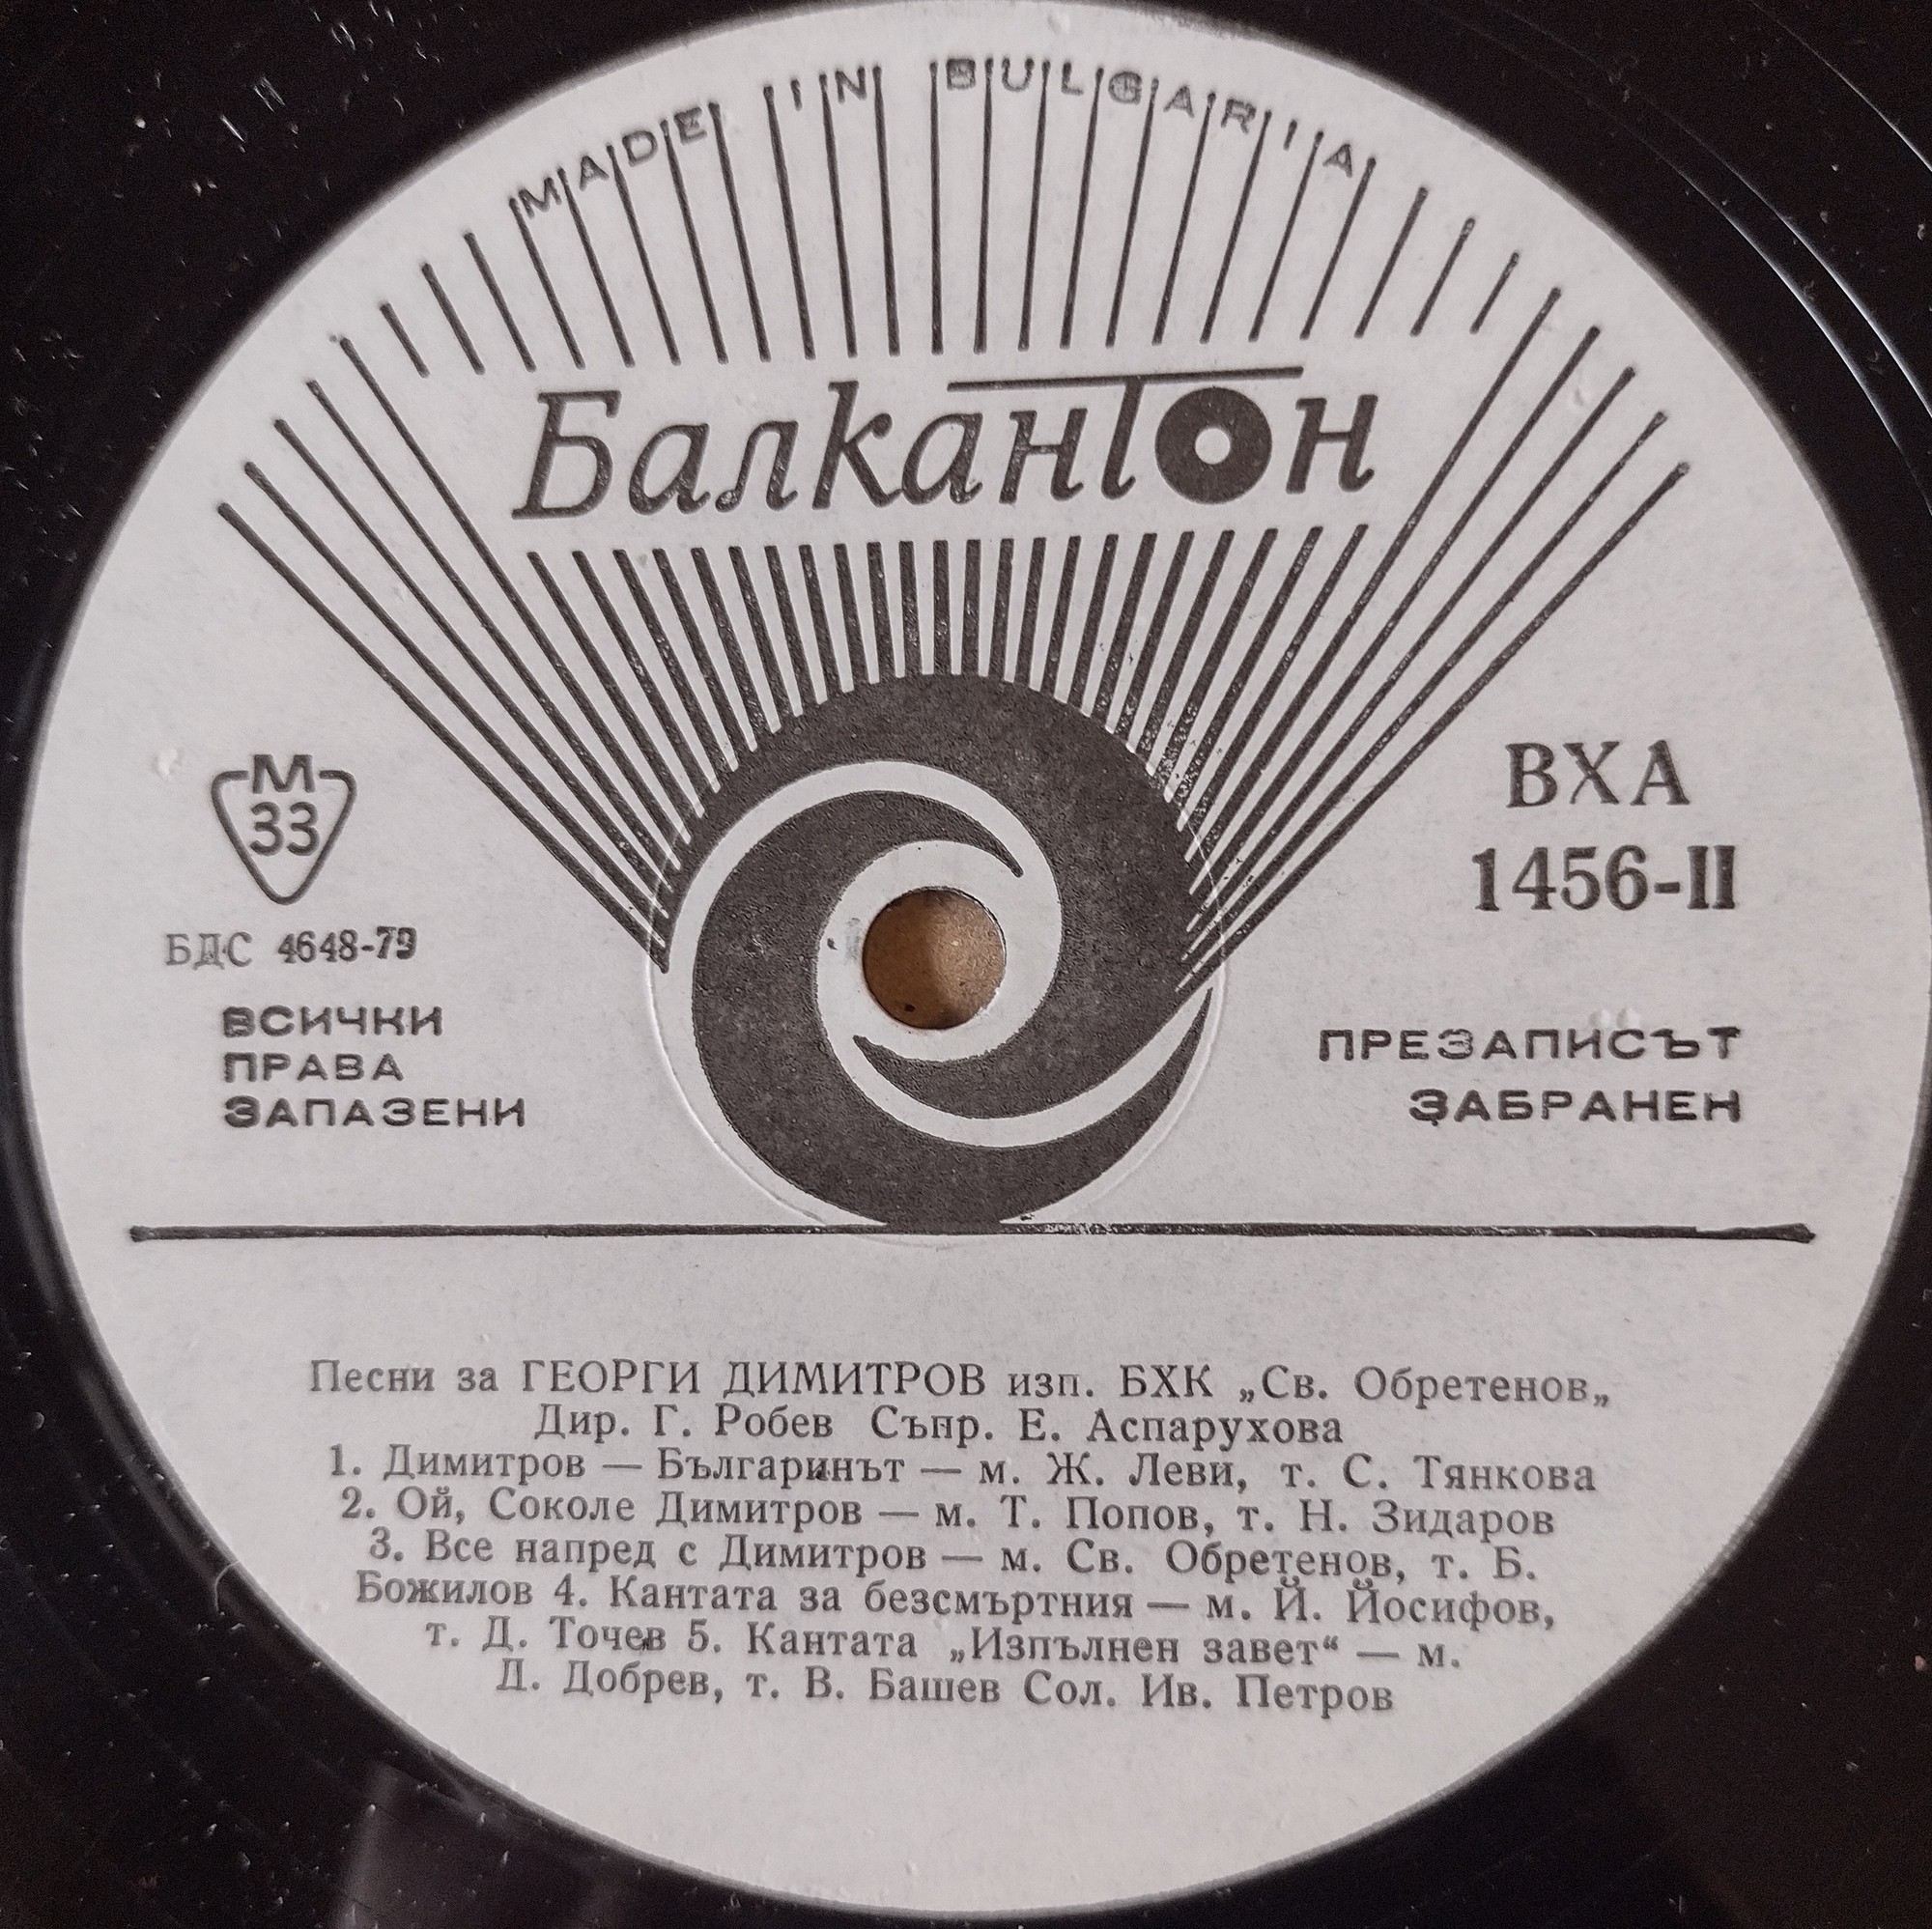 MADE IN BULGARIA
Балкантон
М
33
БДС 4648-79
ВСИЧКИ
ПРАВА
ЗАПАЗЕНИ
ВХА
1456-II
ПРЕЗАПИСЪТ
ЗАБРАНЕН
Песни за ГЕОРГИ ДИМИТРОВ изп. БХК „Св. Обретенов„
Дир. Г. Робев Съпр. Е. Аспарухова
1. Димитров — Българинът — м. Ж. Леви, т. С. Тянкова
2. Ой, Соколе Димитров — м. Т. Попов, т. Н. Зидаров
3. Все напред с Димитров — м. Св. Обретенов, т. Б.
Божилов 4. Кантата за безсмъртния — м. Й. Йосифов,
т. Д. Точев 5. Кантата „Изпълнен завет“ — м.
Д. Добрев, т. В. Башев Сол. Ив. Петров